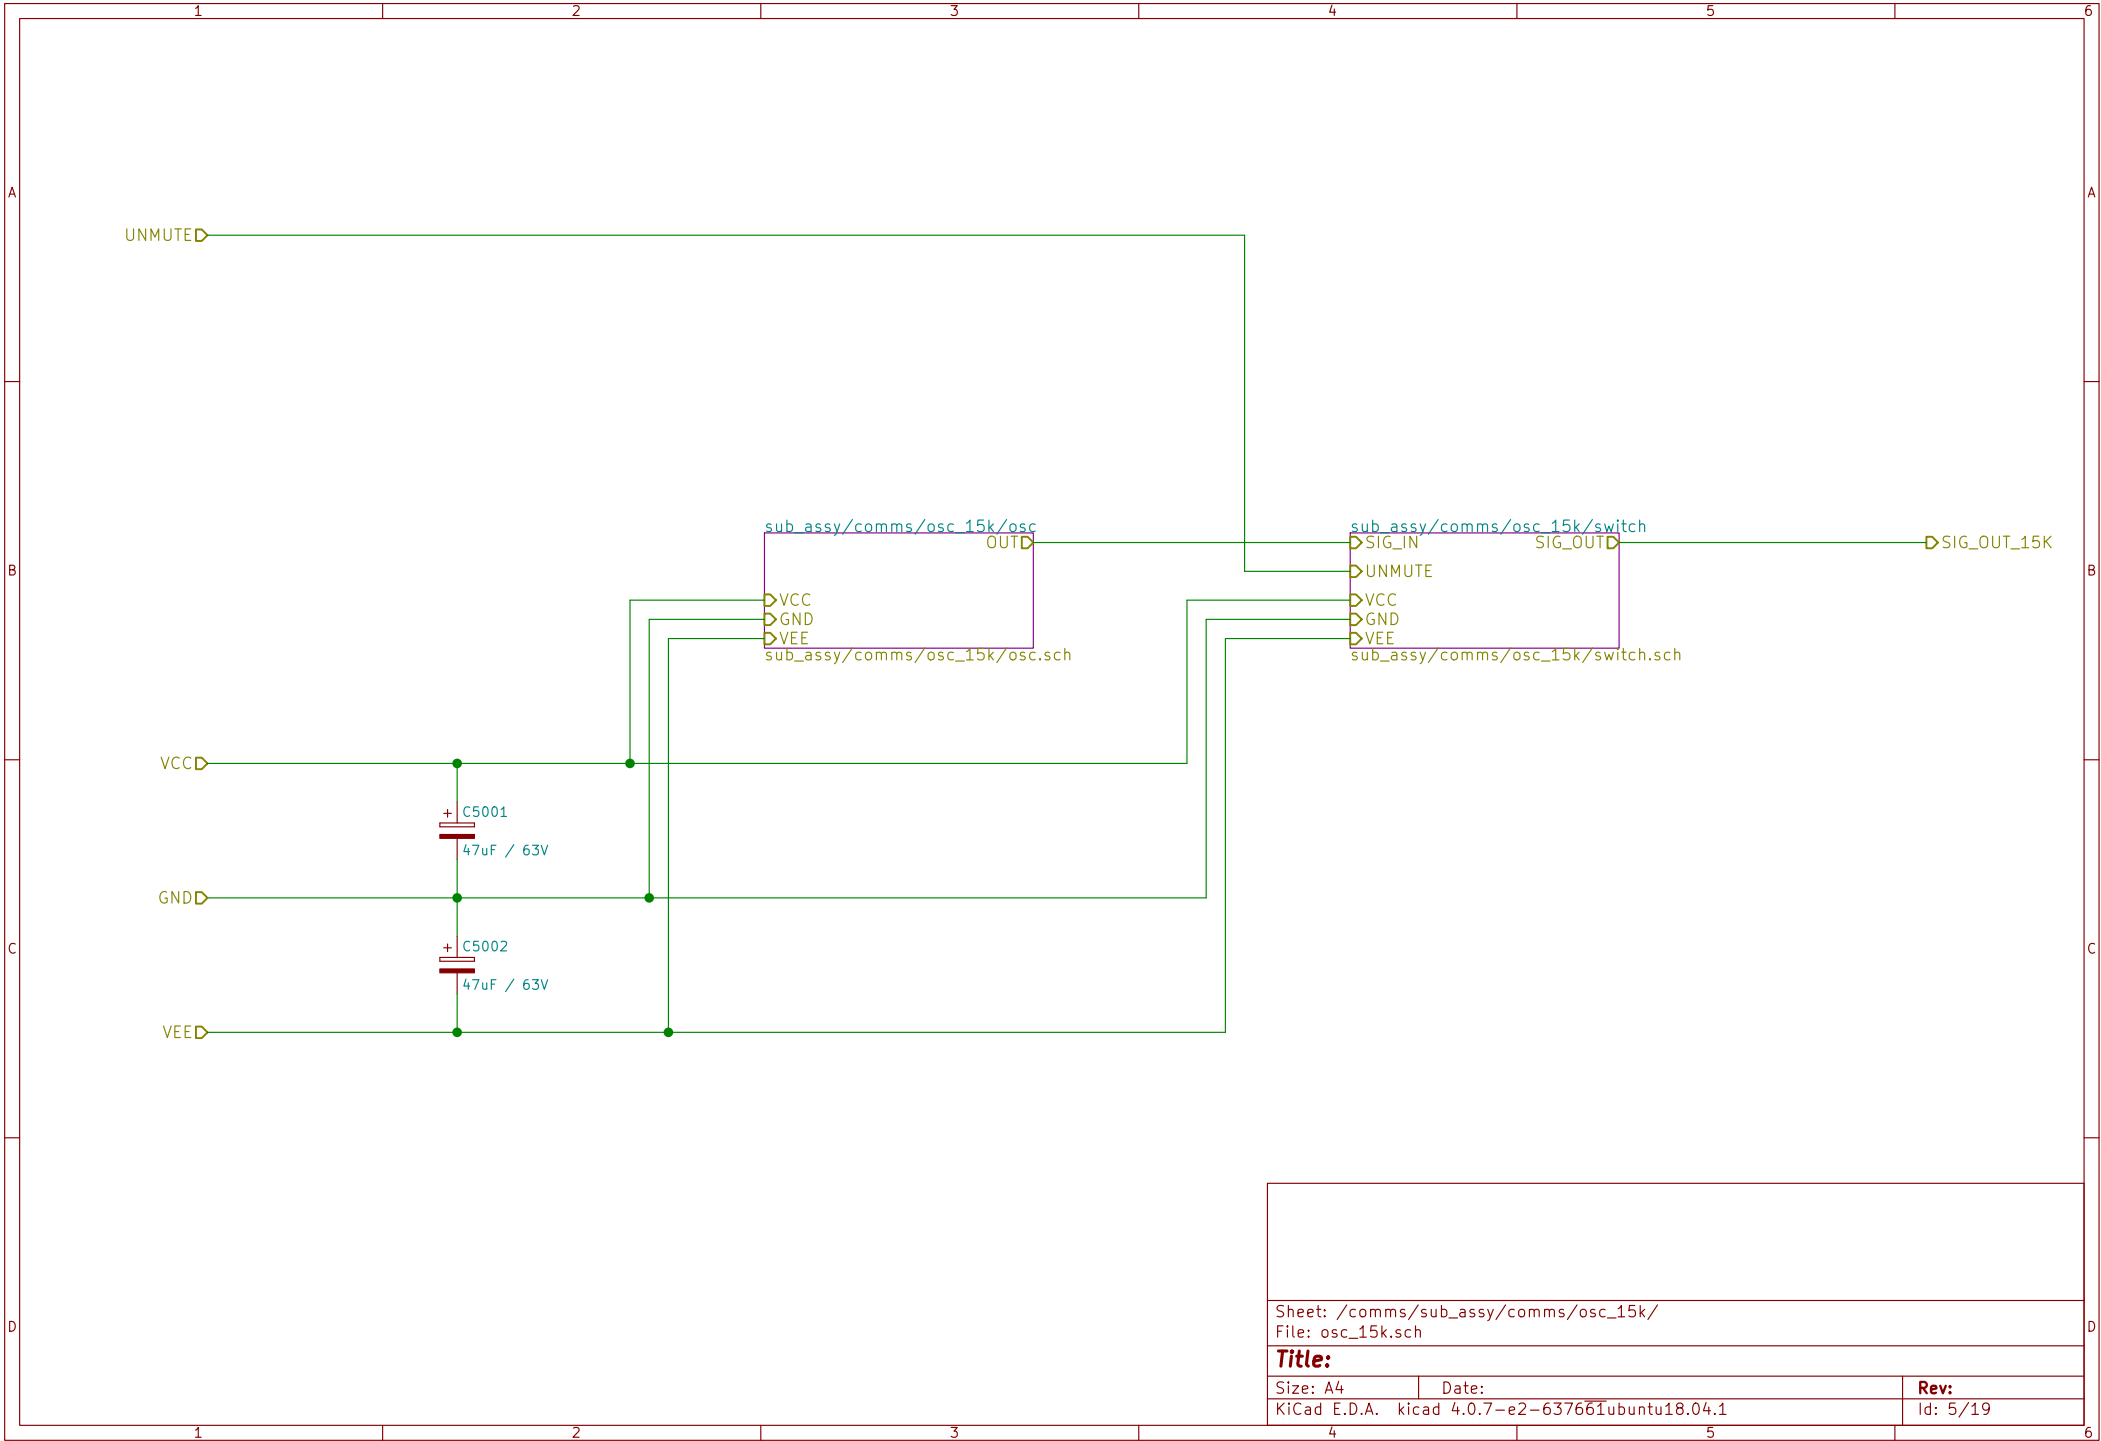 1 2 3 4 5 6
A A
UNMUTE
sub_assy/comms/osc_15k/osc sub_assy/comms/osc_15k/switch
OUT SIG_IN SIG_OUT SIG_OUT_15K
B UNMUTE B
VCC VCC
GND GND
VEE VEE
sub_assy/comms/osc_15k/osc.sch sub_assy/comms/osc_15k/switch.sch
VCC
+ C5001
47uF / 63V
GND
+ C5002
C C
47uF / 63V
VEE
Sheet: /comms/sub_assy/comms/osc_15k/
D D
File: osc_15k.sch
Title:
Size: A4 Date: Rev:
KiCad E.D.A. kicad 4.0.7-e2-637661ubuntu18.04.1 Id: 5/19
1 2 3 4 5 6